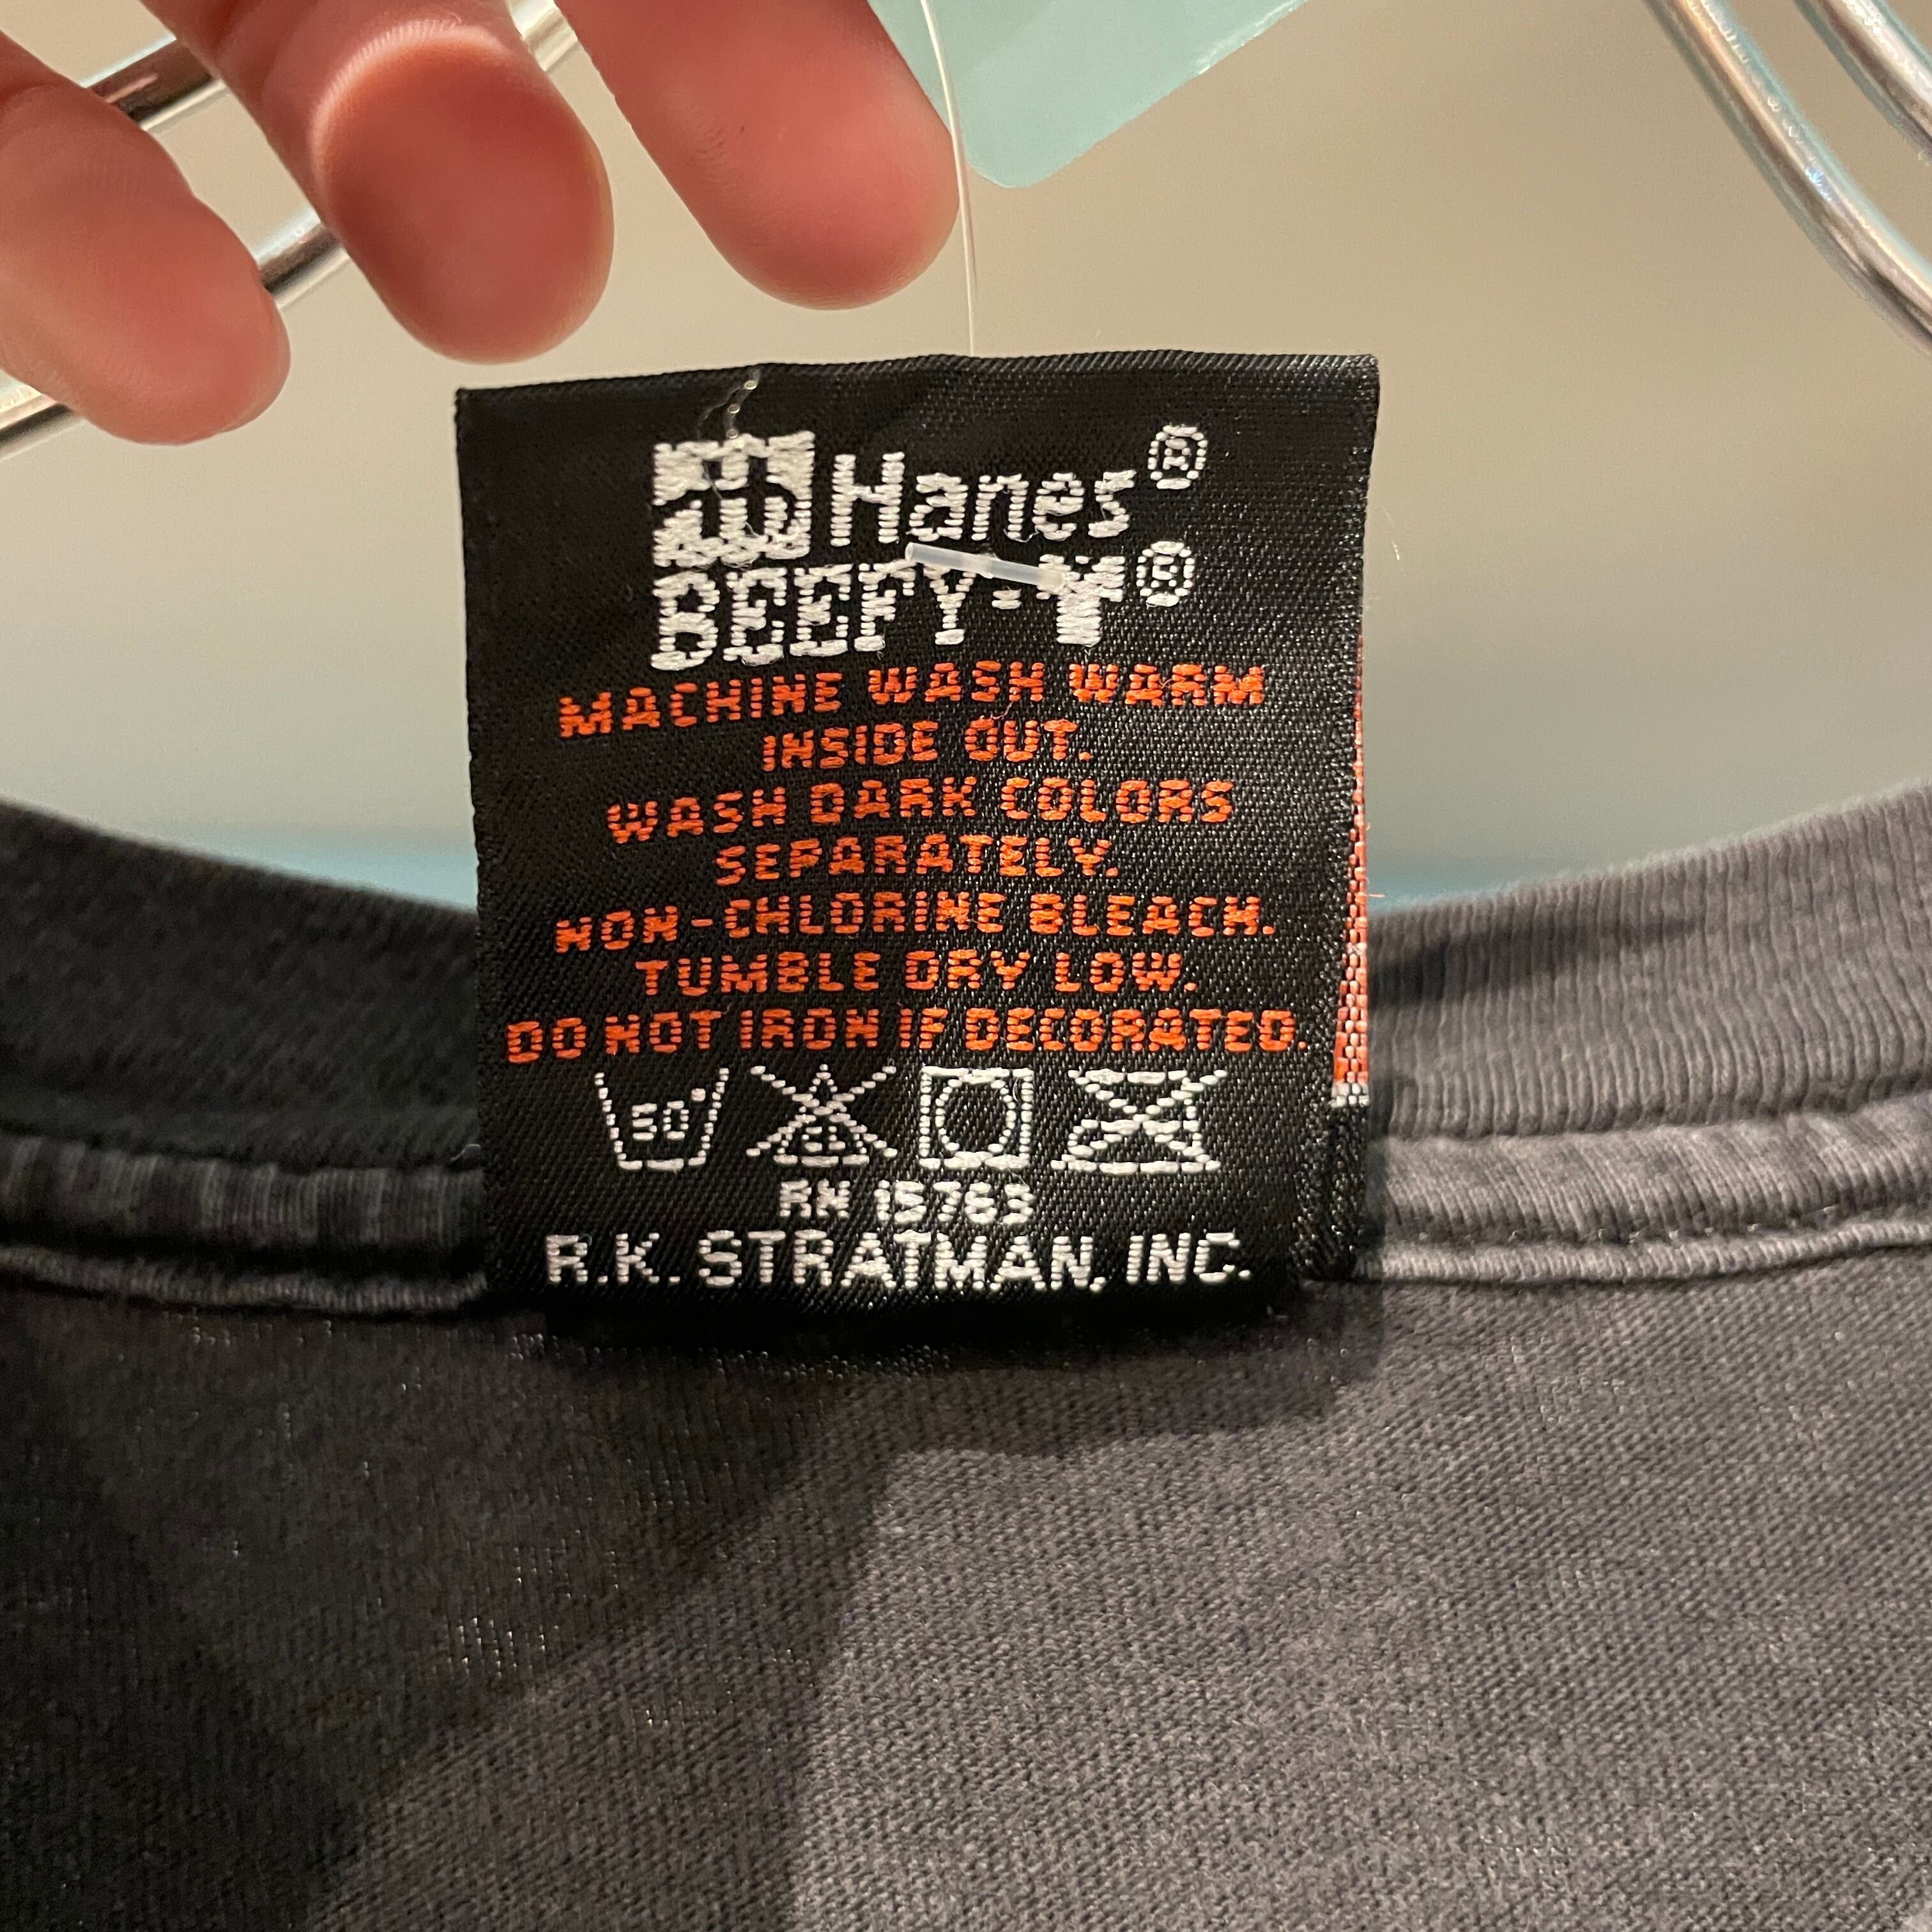 Hanes®
BEEFY-T®
MACHINE WASH WARM
INSIDE OUT.
WASH DARK COLORS
SEPARATELY.
NON-CHLORINE BLEACH.
TUMBLE DRY LOW.
DO NOT IRON IF DECORATED.
50° CL
RN 15763
R.K. STRATMAN, INC.